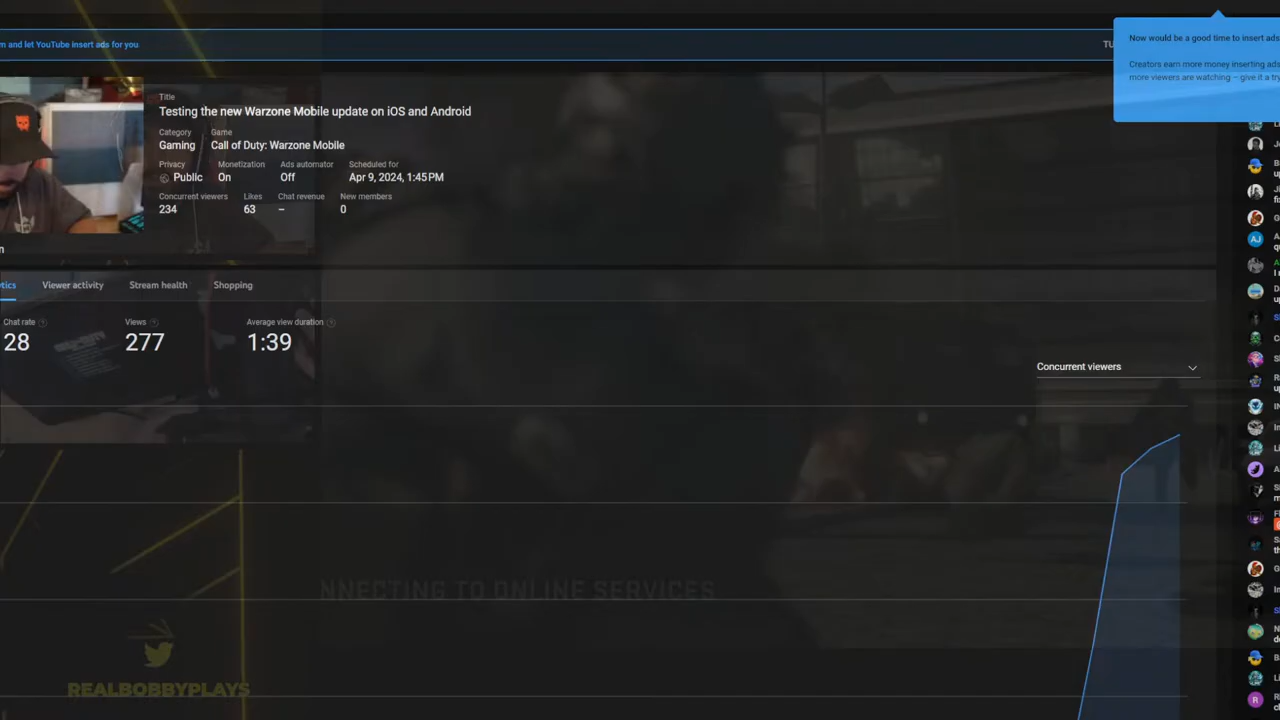 m and let YouTube insert ads for you.
TU
Now would be a good time to insert ads
Creators earn more money inserting ads
more viewers are watching – give it a try
Title
Testing the new Warzone Mobile update on iOS and Android
Category Game
Gaming Call of Duty: Warzone Mobile
Privacy Monetization Ads automator Scheduled for
Public On Off Apr 9, 2024, 1:45 PM
Concurrent viewers Likes Chat revenue New members
234 63 – 0
n
tics Viewer activity Stream health Shopping
Chat rate Views Average view duration
28 277 1:39
Concurrent viewers
AJ
NNECTING TO ONLINE SERVICES
REALBOBBYPLAYS
R